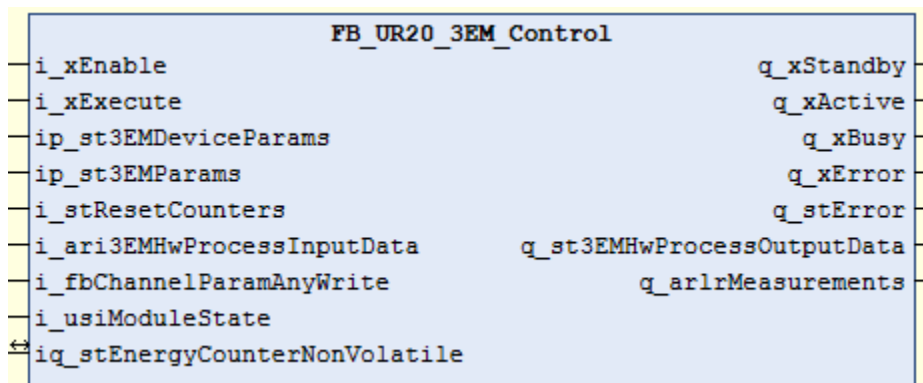 FB_UR20_3EM_Control
i_xEnable
q_xStandby
i_xExecute
q_xActive
ip_st3EMDeviceParams
q_xBusy
ip_st3EMParams
q_xError
i_stResetCounters
q_stError
i_ari3EMHwProcessInputData
q_st3EMHwProcessOutputData
i_fbChannelParamAnyWrite
q_arlrMeasurements
i_usiModuleState
iq_stEnergyCounterNonVolatile